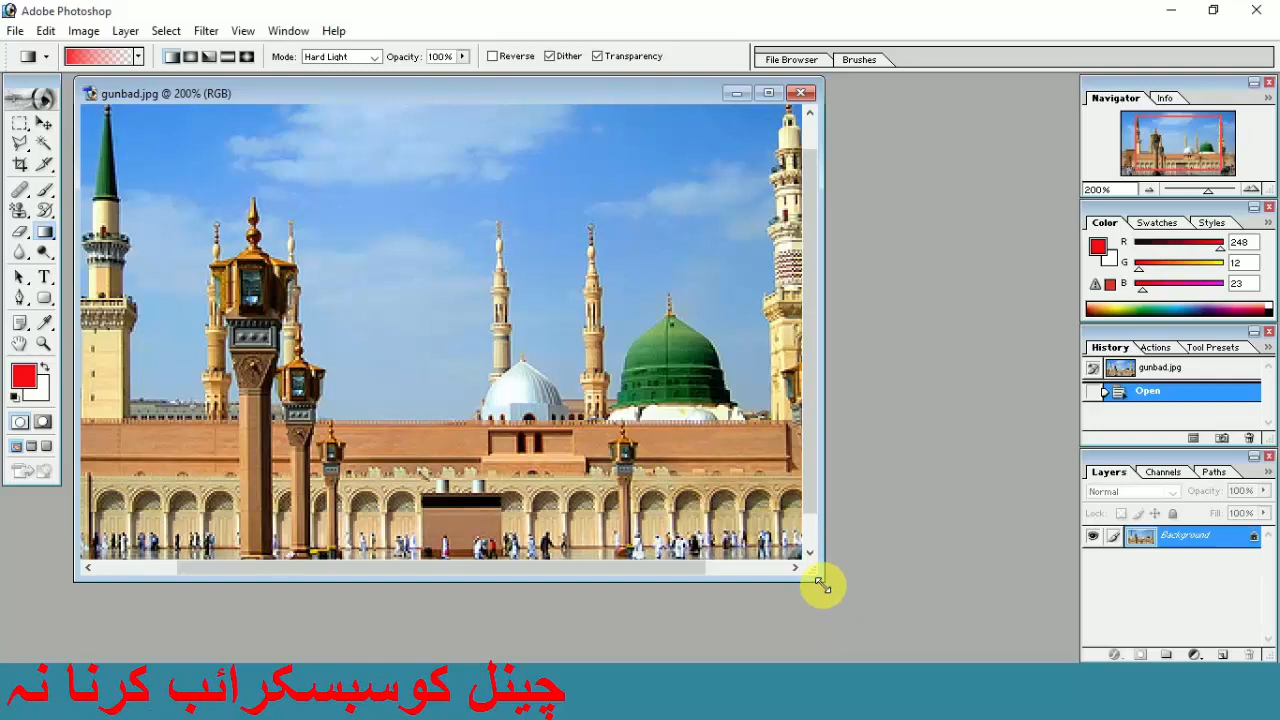 Adobe Photoshop
File Edit Image Layer Select Filter View Window Help
Mode: Hard Light Opacity: 100% Reverse Dither Transparency File Browser Brushes
gunbad.jpg @ 200% (RGB)
Navigator Info
200%
Color Swatches Styles
R 248
G 12
B 23
History Actions Tool Presets
gunbad.jpg
Open
Layers Channels Paths
Normal Opacity: 100%
Lock: Fill: 100%
Background
چینل کوسبسکرائب کرنا نہ